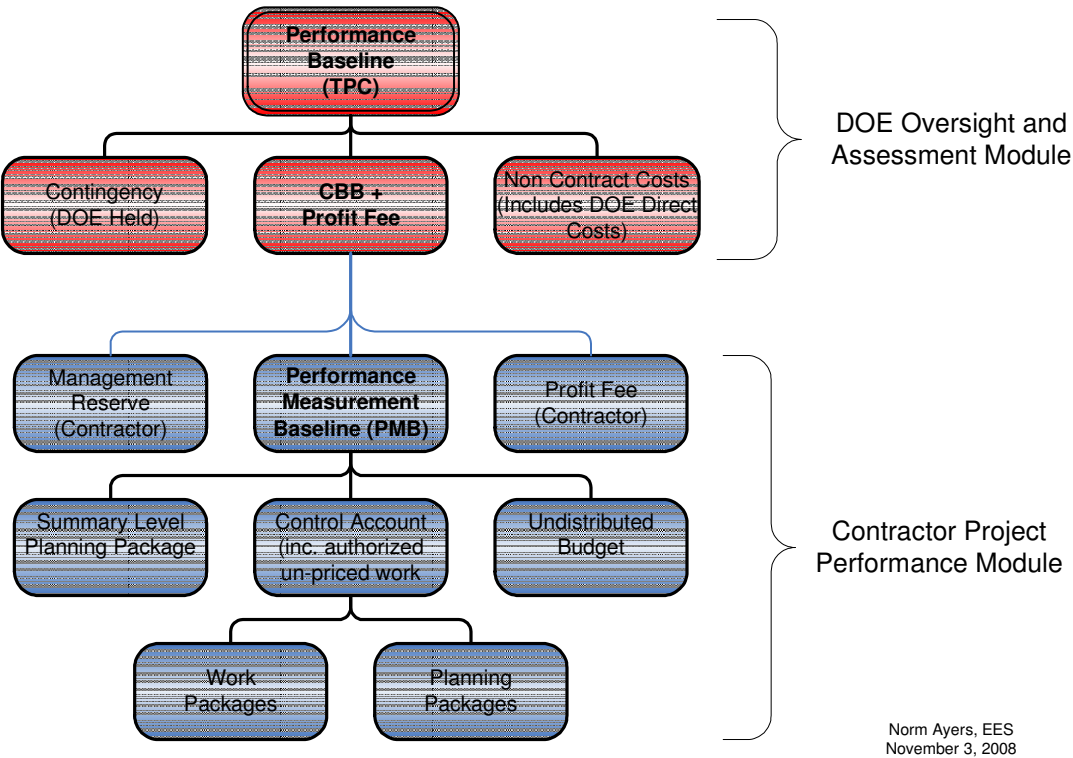 Performance
Baseline
(TPC)
DOE Oversight and
Assessment Module
Contingency
(DOE Held)
CBB +
Profit Fee
Non Contract Costs
(Includes DOE Direct
Costs)
Management
Reserve
(Contractor)
Performance
Measurement
Baseline (PMB)
Profit Fee
(Contractor)
Summary Level
Planning Package
Control Account
(inc. authorized
un-priced work
Undistributed
Budget
Contractor Project
Performance Module
Work
Packages
Planning
Packages
Norm Ayers, EES
November 3, 2008